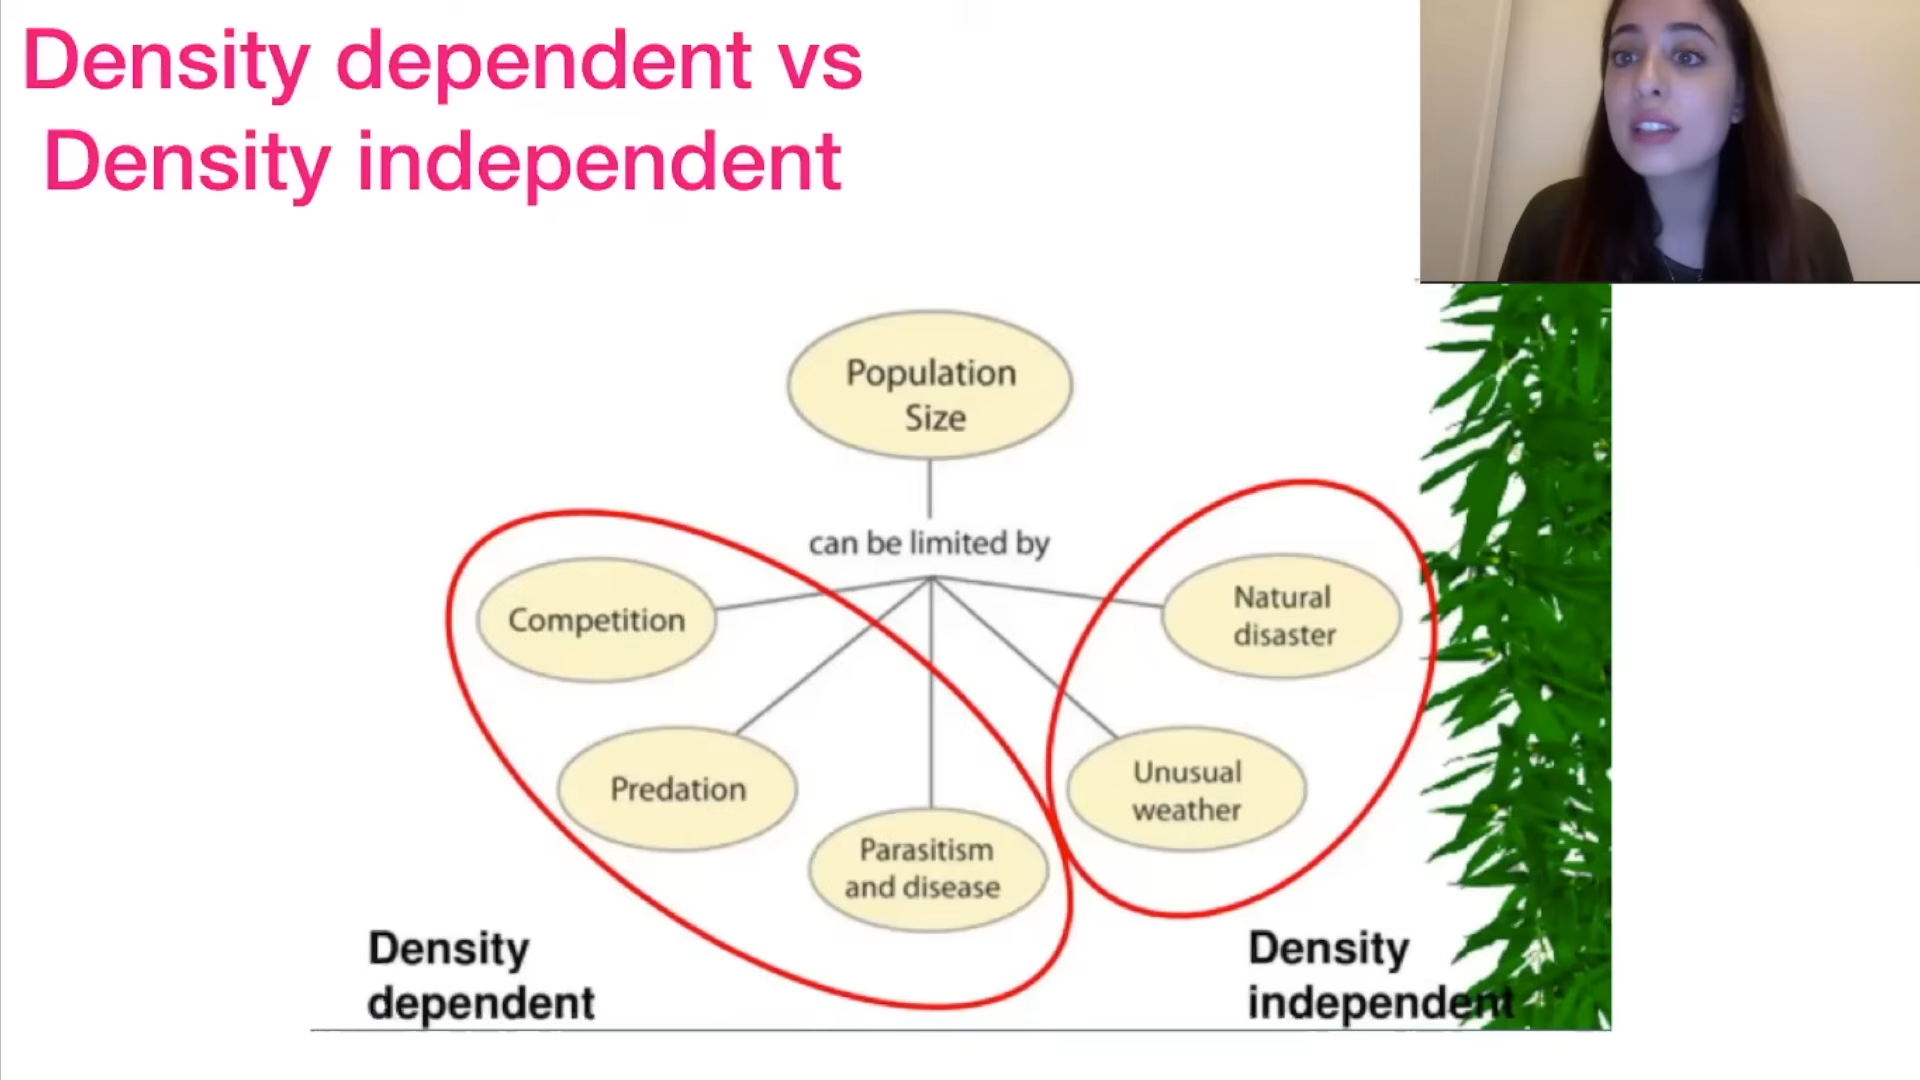 Density dependent vs
Density independent
Population
Size
can be limited by
Competition
Natural
disaster
Predation
Unusual
weather
Parasitism
and disease
Density
dependent
Density
independent